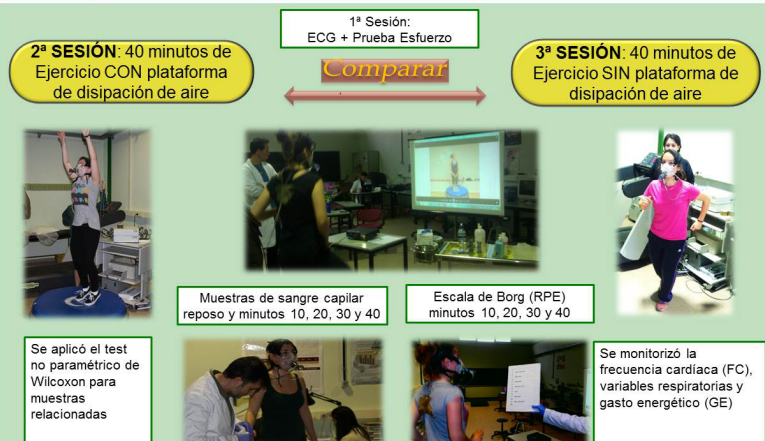 1ª Sesión:
ECG + Prueba Esfuerzo
2ª SESIÓN: 40 minutos de
Ejercicio CON plataforma
de disipación de aire
Comparar
3ª SESIÓN: 40 minutos de
Ejercicio SIN plataforma de
disipación de aire
Muestras de sangre capilar
reposo y minutos 10, 20, 30 y 40
Escala de Borg (RPE)
minutos 10, 20, 30 y 40
Se aplicó el test
no paramétrico de
Wilcoxon para
muestras
relacionadas
Se monitorizó la
frecuencia cardíaca (FC),
variables respiratorias y
gasto energético (GE)